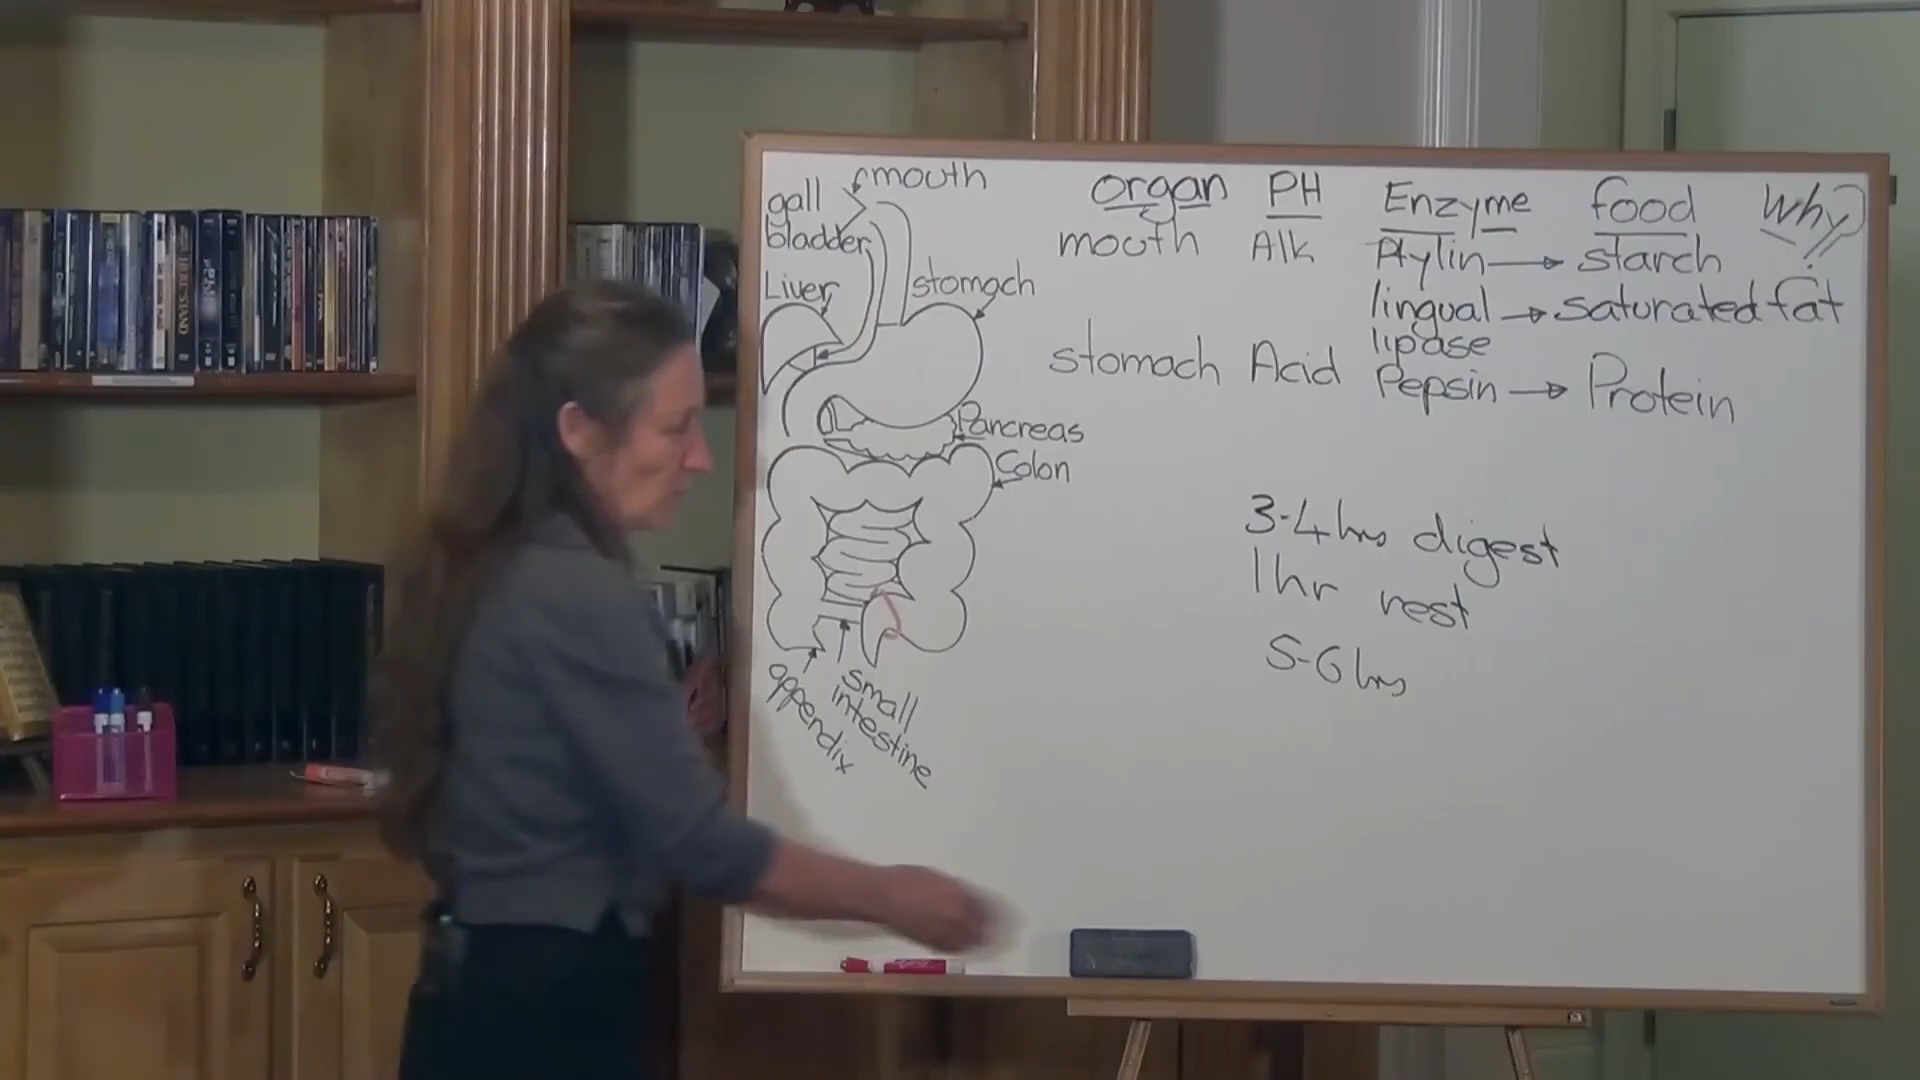 mouth
gall
bladder
Liver
stomach
Pancreas
Colon
appendix
small
intestine
organ PH Enzyme food Why?
mouth Alk Ptylin → starch
lingual → saturated fat
lipase
stomach Acid Pepsin → Protein
3-4 hrs digest
1 hr rest
5-6 hrs